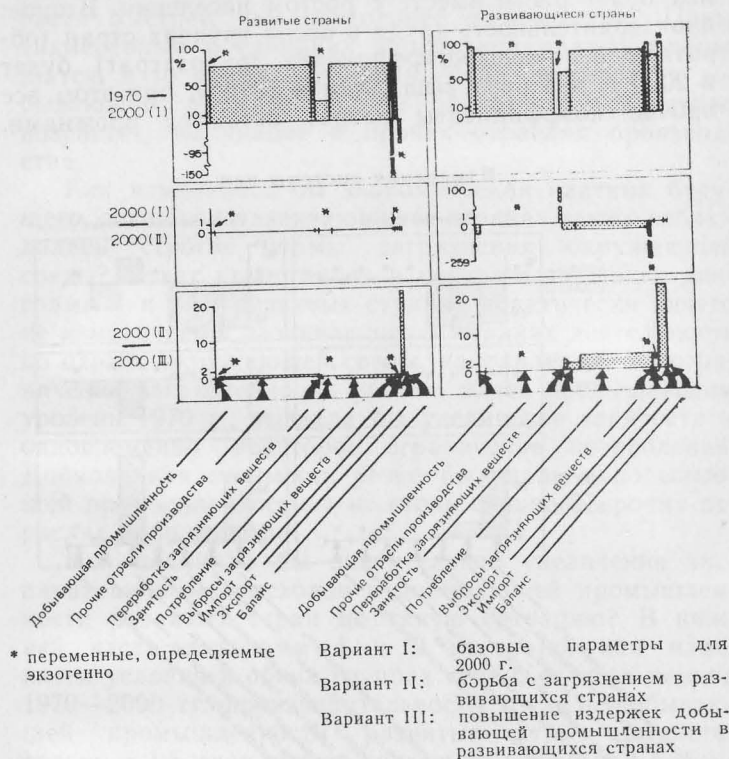 Развитые страны
Развивающиеся страны
100
%
50
10
0
-95
-150
1970 —
2000 (I)
100
%
50
10
0
0
2000 (I)
2000 (II)
100
50
0
-259
20
10
2
0
2000 (II)
2000 (III)
20
10
2
0
Добывающая промышленность
Прочие отрасли производства
Переработка загрязняющих веществ
Занятость
Потребление
Выбросы загрязняющих веществ
Импорт
Экспорт
Баланс
Добывающая промышленность
Прочие отрасли производства
Переработка загрязняющих веществ
Занятость
Потребление
Выбросы загрязняющих веществ
Экспорт
Импорт
Баланс
* переменные, определяемые
экзогенно
Вариант I: базовые параметры для
2000 г.
Вариант II: борьба с загрязнением в раз-
вивающихся странах
Вариант III: повышение издержек добы-
вающей промышленности в
развивающихся странах